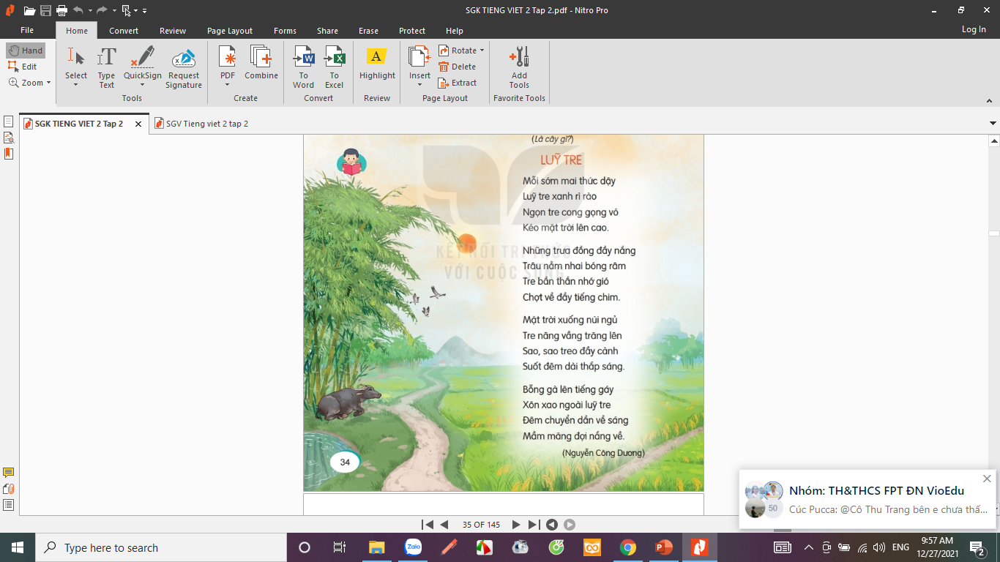 SGK TIENG VIET 2 Tap 2.pdf - Nitro Pro
File Home Convert Review Page Layout Forms Share Erase Protect Help Log In
Hand
Edit
Zoom
Select
Type Text
QuickSign
Request Signature
Tools
PDF
Combine
Create
To Word
To Excel
Convert
Highlight
Review
Insert
Rotate
Delete
Extract
Page Layout
Add Tools
Favorite Tools
SGK TIENG VIET 2 Tap 2
SGV Tieng viet 2 tap 2
(Là cây gì?)
LUỸ TRE
Mỗi sớm mai thức dậy
Luỹ tre xanh rì rào
Ngọn tre cong gọng vó
Kéo mặt trời lên cao.
Những trưa đồng đầy nắng
Trâu nằm nhai bóng râm
Tre bần thần nhớ gió
Chợt về đầy tiếng chim.
Mặt trời xuống núi ngủ
Tre nâng vầng trăng lên
Sao, sao treo đầy cành
Suốt đêm dài thắp sáng.
Bỗng gà lên tiếng gáy
Xôn xao ngoài luỹ tre
Đêm chuyển dần về sáng
Mầm măng đợi nắng về.
(Nguyễn Công Dương)
KẾT NỐI TRI THỨC
VỚI CUỘC SỐNG
34
Nhóm: TH&THCS FPT ĐN VioEdu
50
Cúc Pucca: @Cô Thu Trang bên e chưa thấ...
35 OF 145
Type here to search
Zalo
ENG
9:57 AM
12/27/2021
2